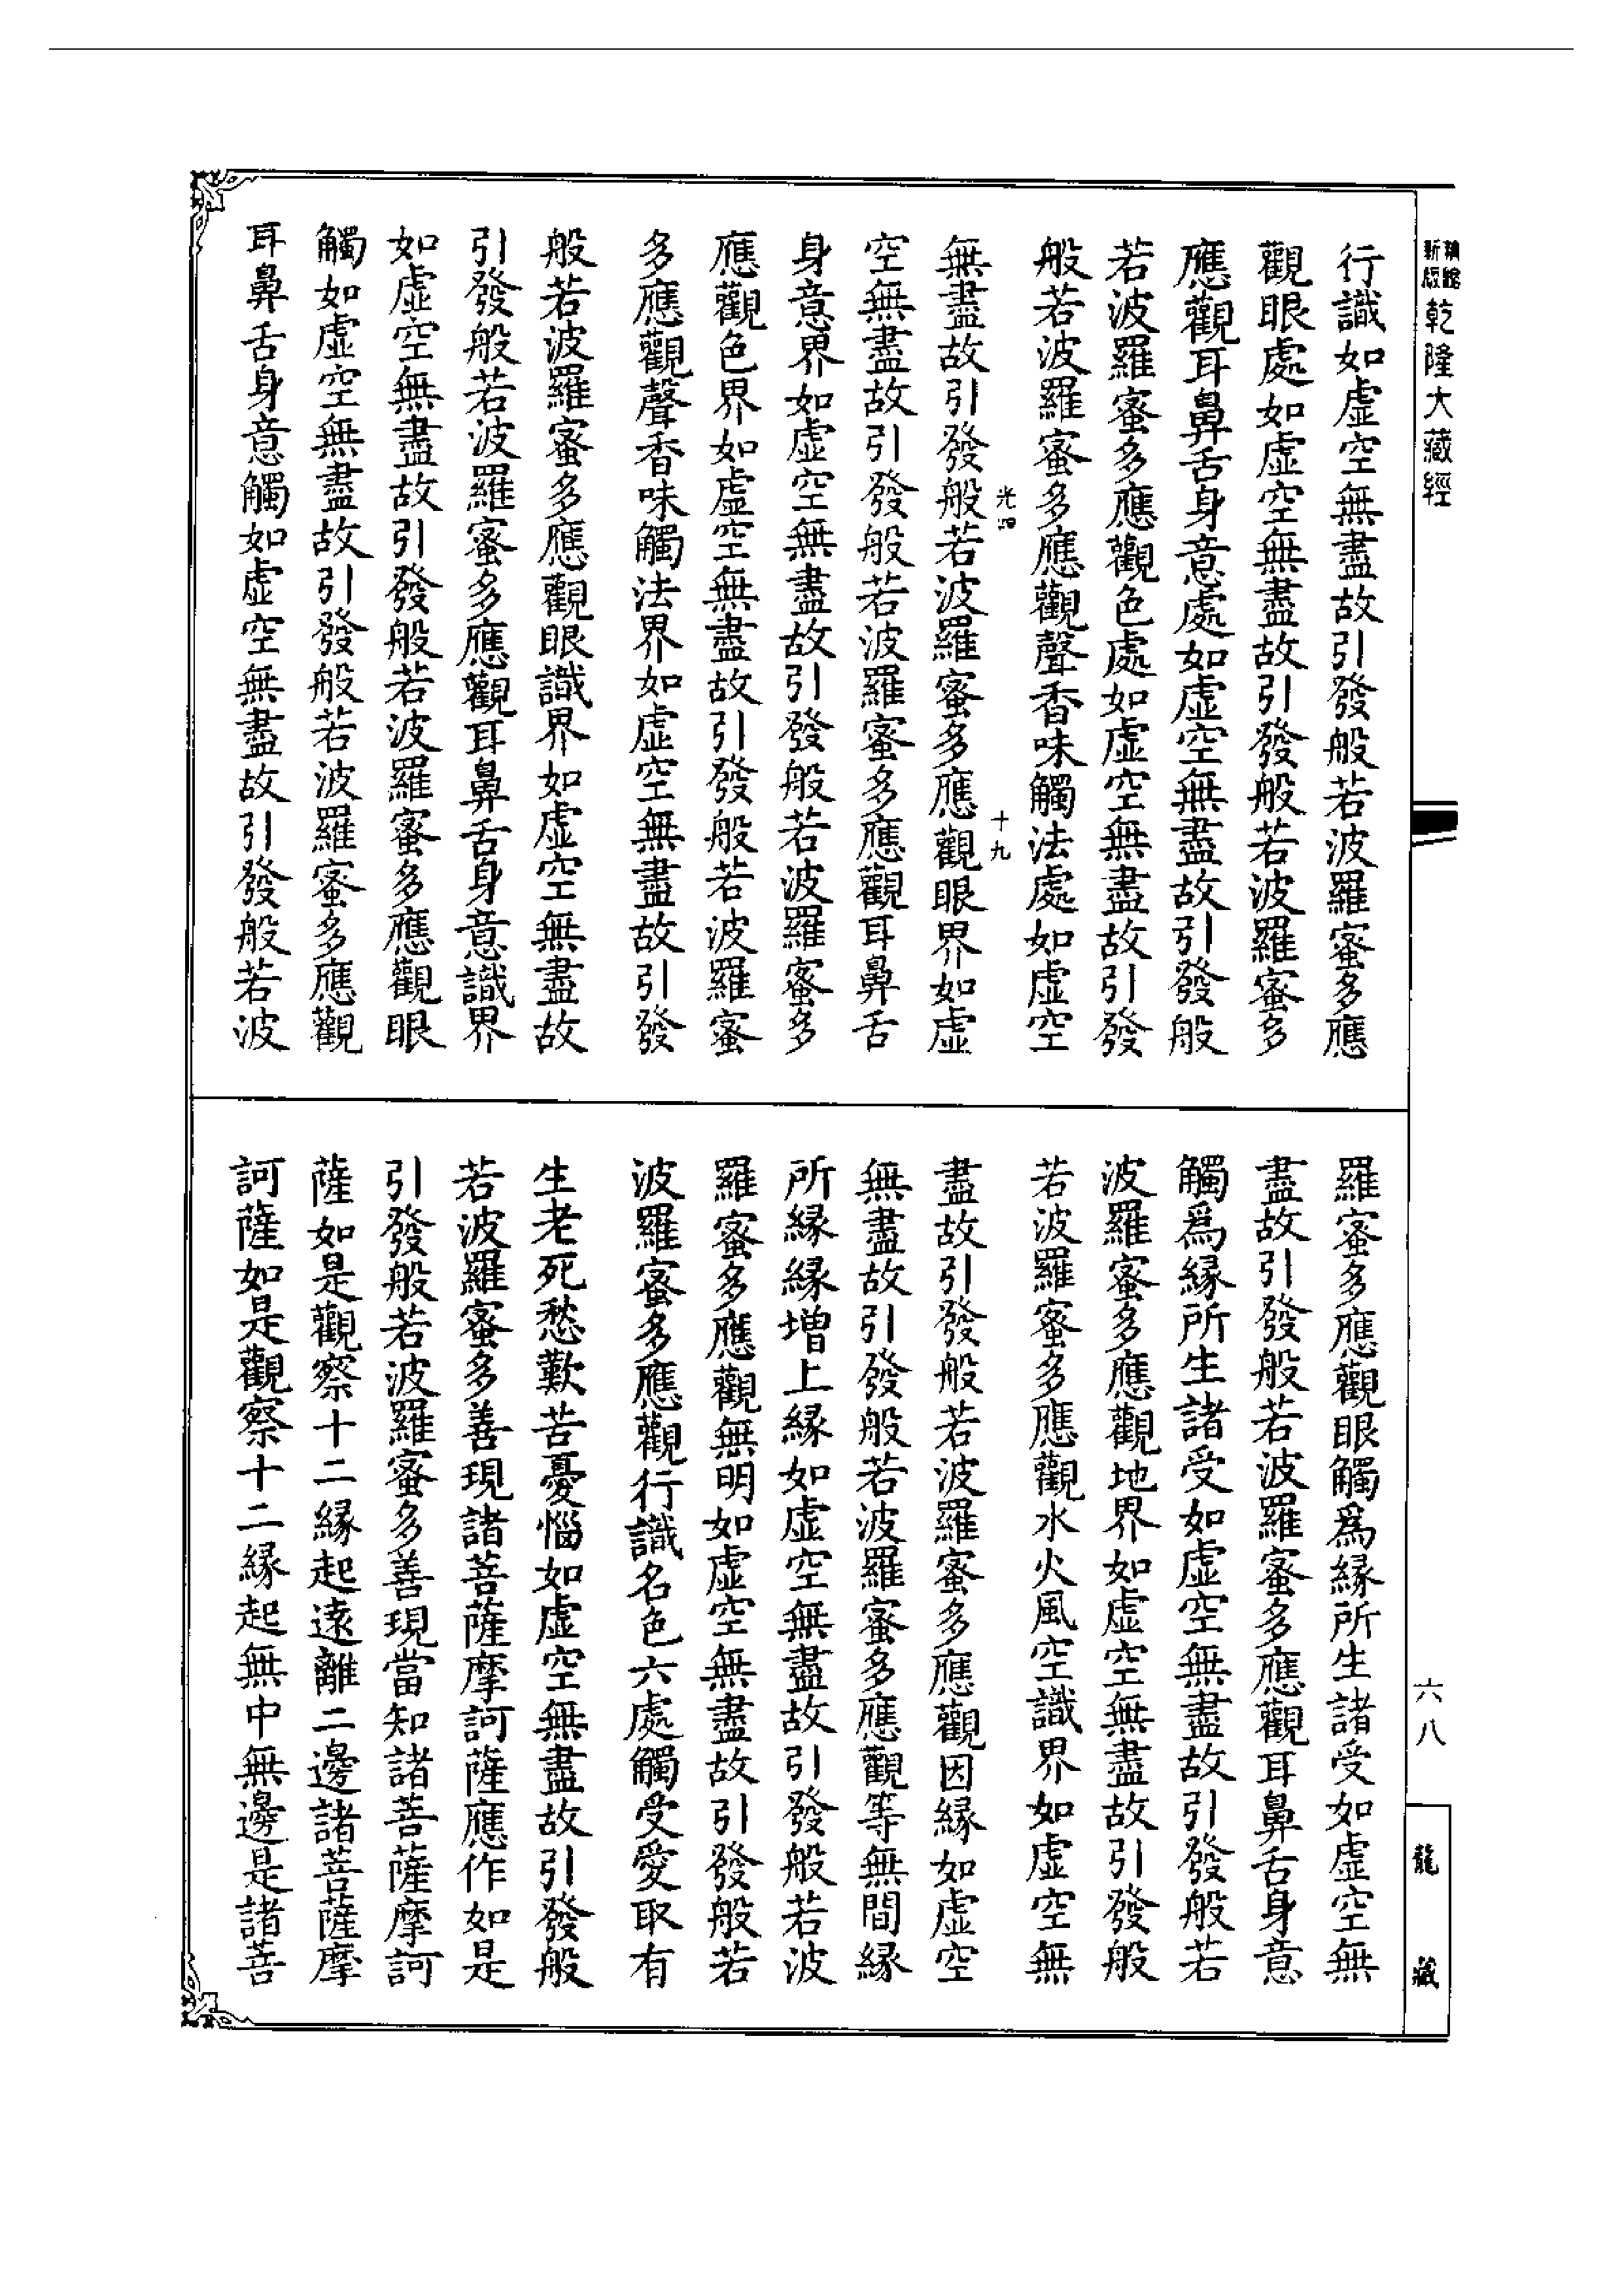 新版
乾隆大藏經
行識如虛空無盡故引發般若波羅蜜多應
觀眼處如虛空無盡故引發般若波羅蜜多
應觀耳鼻舌身意處如虛空無盡故引發般
若波羅蜜多應觀色處如虛空無盡故引發
般若波羅蜜多應觀聲香味觸法處如虛空
光四 十九
無盡故引發般若波羅蜜多應觀眼界如虛
空無盡故引發般若波羅蜜多應觀耳鼻舌
身意界如虛空無盡故引發般若波羅蜜多
應觀色界如虛空無盡故引發般若波羅蜜
多應觀聲香味觸法界如虛空無盡故引發
般若波羅蜜多應觀眼識界如虛空無盡故
引發般若波羅蜜多應觀耳鼻舌身意識界
如虛空無盡故引發般若波羅蜜多應觀眼
觸如虛空無盡故引發般若波羅蜜多應觀
耳鼻舌身意觸如虛空無盡故引發般若波
羅蜜多應觀眼觸爲緣所生諸受如虛空無
盡故引發般若波羅蜜多應觀耳鼻舌身意
觸爲緣所生諸受如虛空無盡故引發般若
波羅蜜多應觀地界如虛空無盡故引發般
若波羅蜜多應觀水火風空識界如虛空無
盡故引發般若波羅蜜多應觀因緣如虛空
無盡故引發般若波羅蜜多應觀等無間緣
所緣緣增上緣如虛空無盡故引發般若波
羅蜜多應觀無明如虛空無盡故引發般若
波羅蜜多應觀行識名色六處觸受愛取有
生老死愁歎苦憂惱如虛空無盡故引發般
若波羅蜜多善現諸菩薩摩訶薩應作如是
引發般若波羅蜜多善現當知諸菩薩摩訶
薩如是觀察十二緣起遠離二邊諸菩薩摩
訶薩如是觀察十二緣起無中無邊是諸菩
六八
龍藏